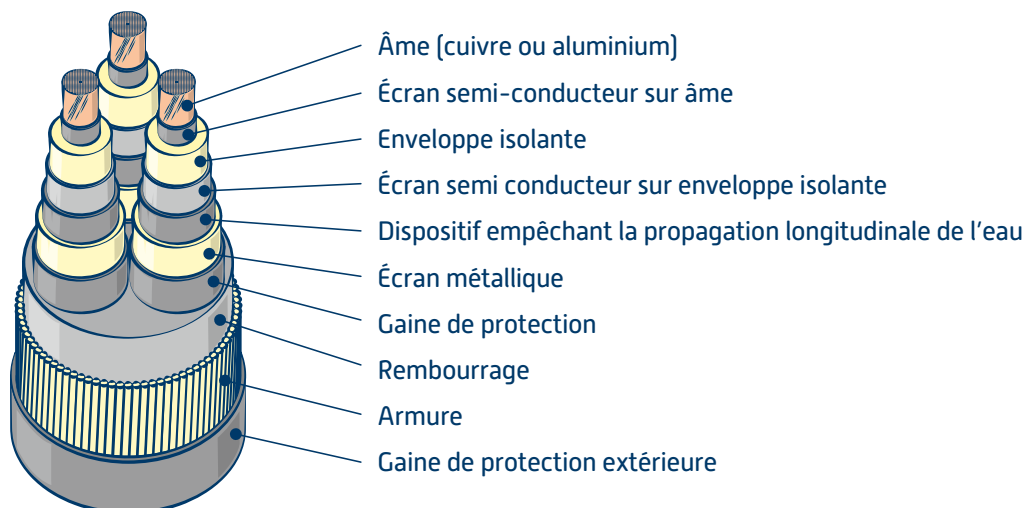 Âme (cuivre ou aluminium)
Écran semi-conducteur sur âme
Enveloppe isolante
Écran semi conducteur sur enveloppe isolante
Dispositif empêchant la propagation longitudinale de l’eau
Écran métallique
Gaine de protection
Rembourrage
Armure
Gaine de protection extérieure